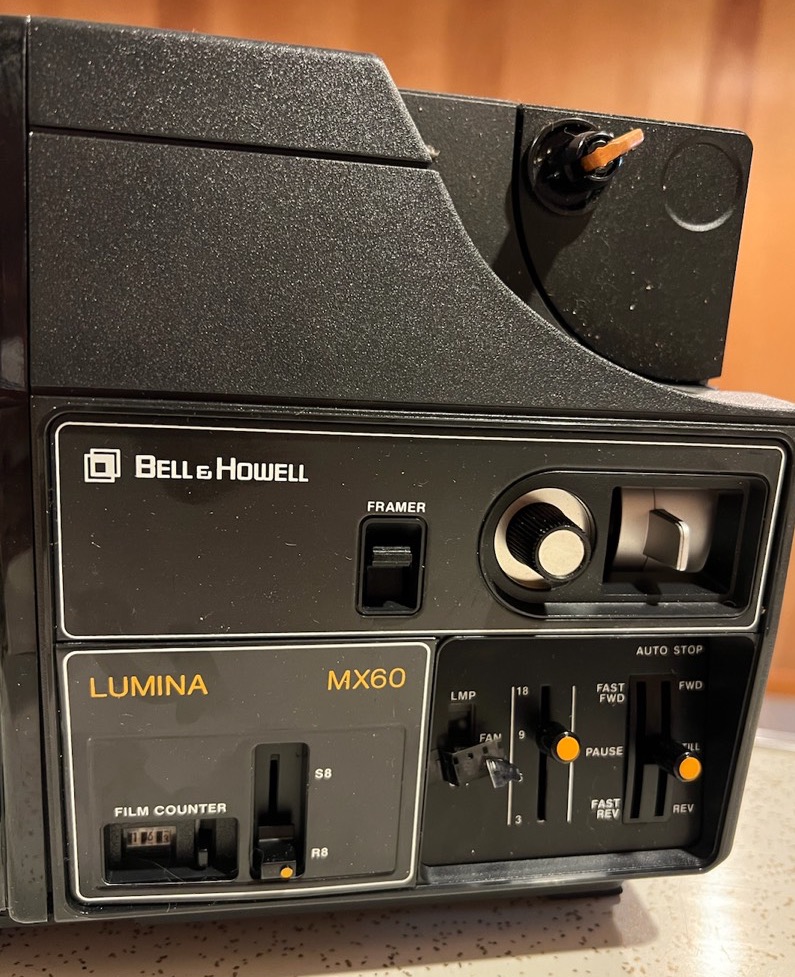 BELL & HOWELL
FRAMER
LUMINA MX60
AUTO STOP
LMP
FAN
18
9
3
FAST
FWD
PAUSE
FAST
REV
FWD
REV
S8
R8
FILM COUNTER